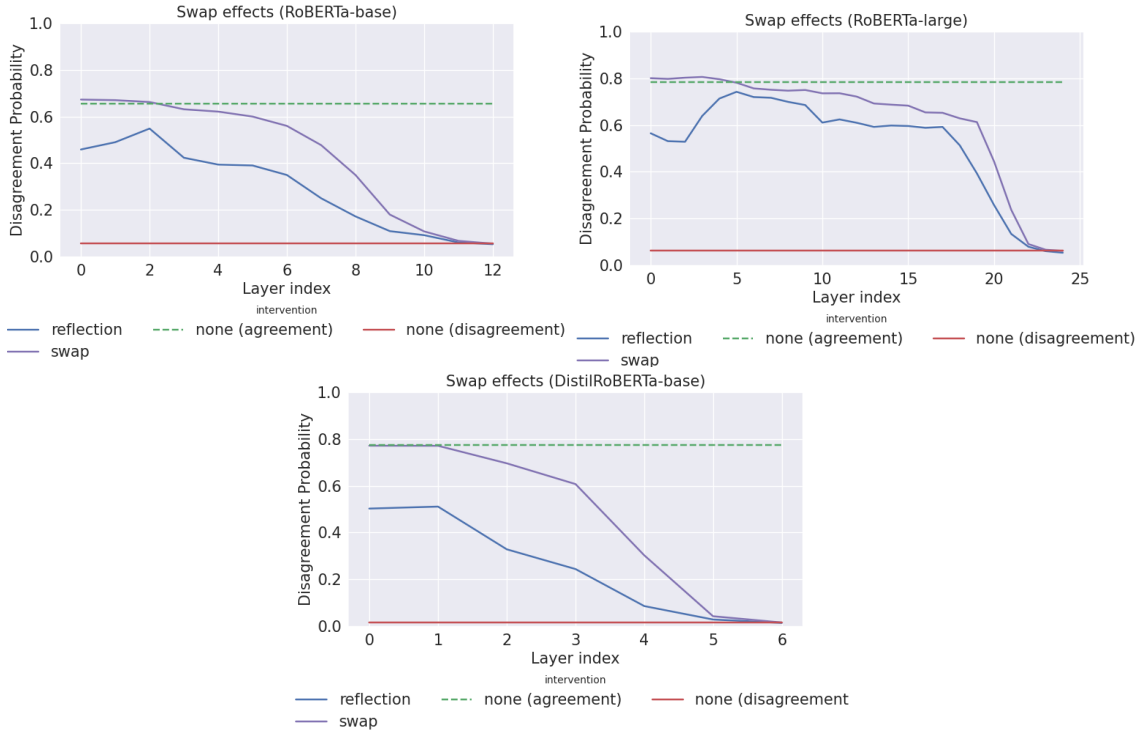 Swap effects (RoBERTa-base)
1.0
0.8
0.6
0.4
0.2
0.0
Disagreement Probability
0 2 4 6 8 10 12
Layer index
intervention
reflection none (agreement) none (disagreement)
swap
Swap effects (RoBERTa-large)
1.0
0.8
0.6
0.4
0.2
0.0
Disagreement Probability
0 5 10 15 20 25
Layer index
intervention
reflection none (agreement) none (disagreement)
swap
Swap effects (DistilRoBERTa-base)
1.0
0.8
0.6
0.4
0.2
0.0
Disagreement Probability
0 1 2 3 4 5 6
Layer index
intervention
reflection none (agreement) none (disagreement
swap